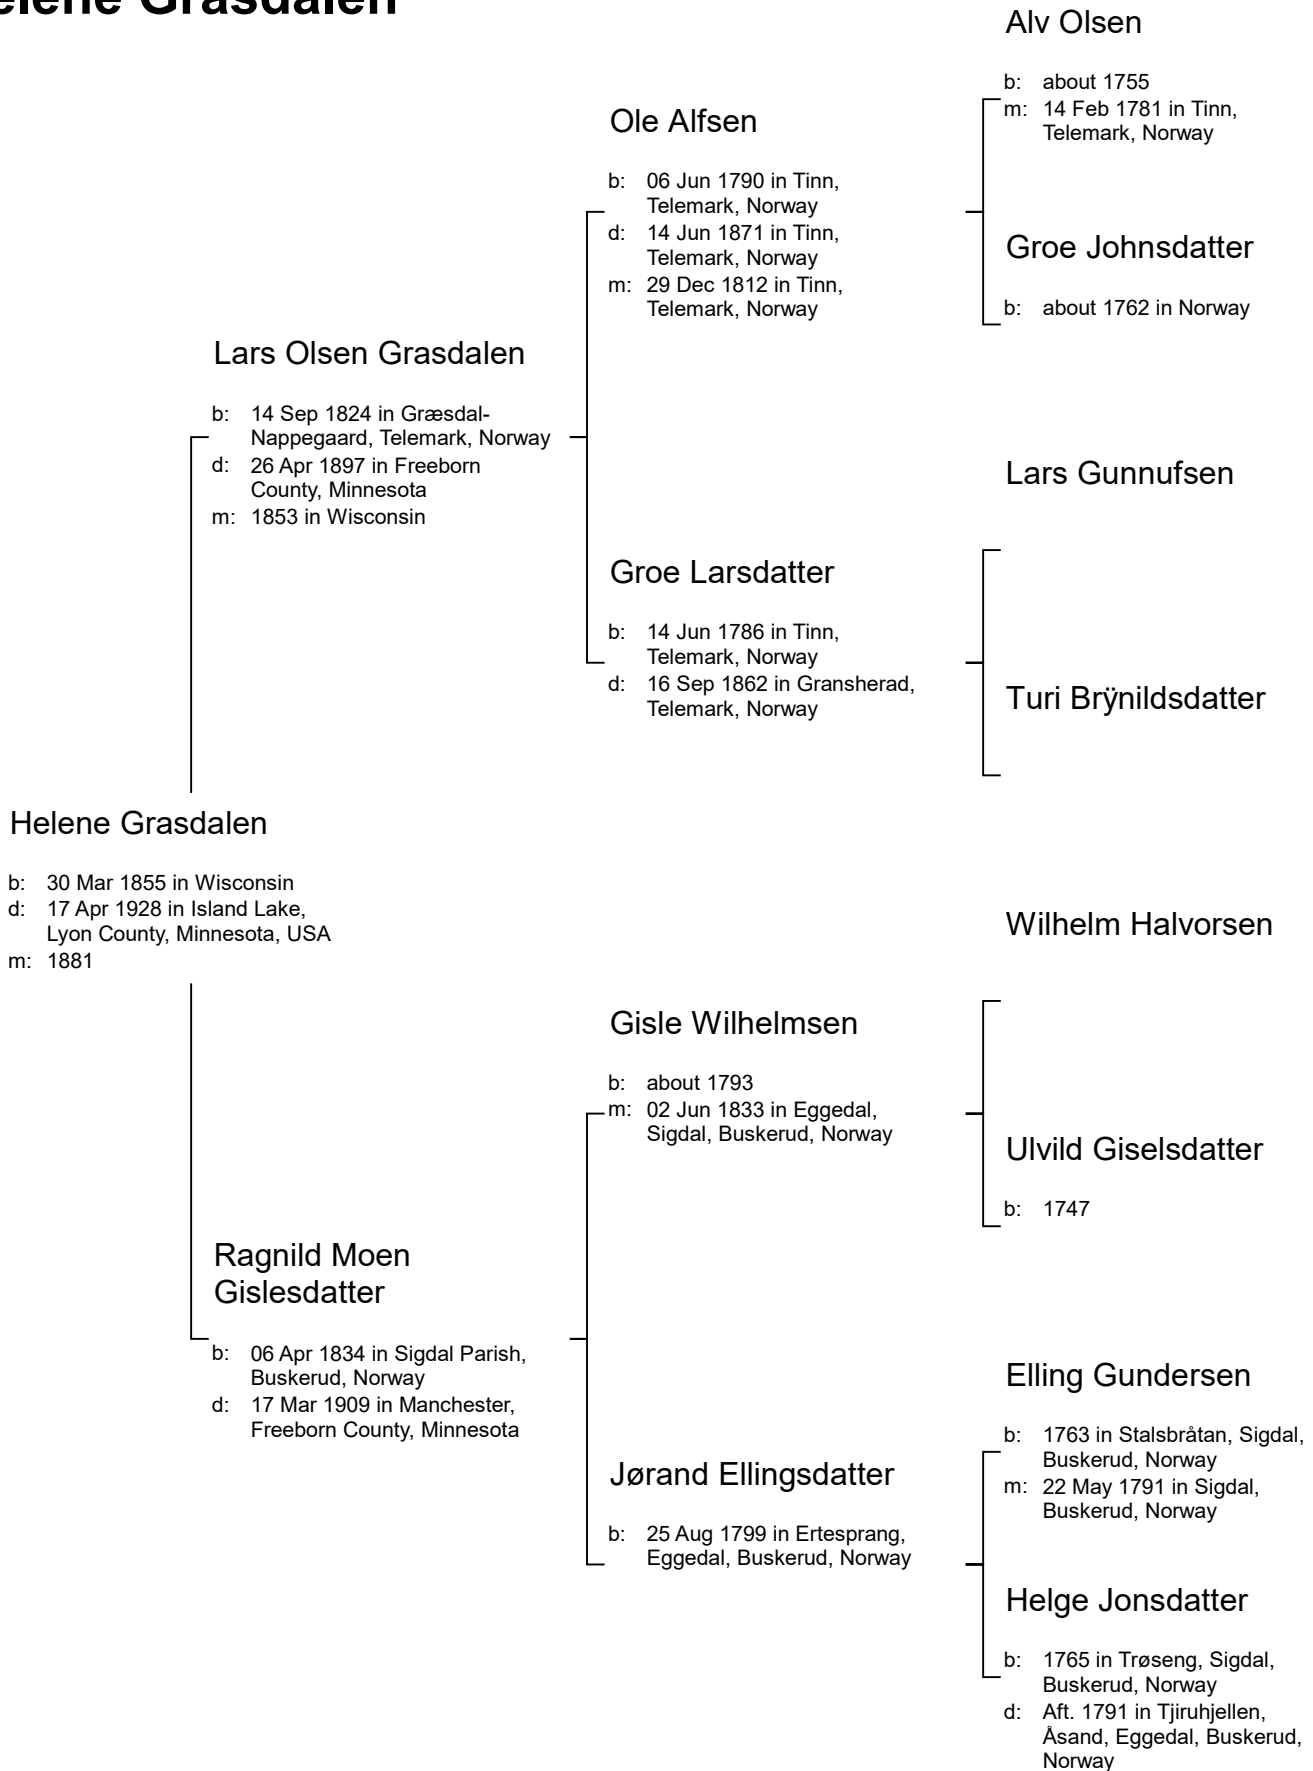 elene Grasdalen
Alv Olsen
b: about 1755
m: 14 Feb 1781 in Tinn,
Telemark, Norway
Ole Alfsen
b: 06 Jun 1790 in Tinn,
Telemark, Norway
d: 14 Jun 1871 in Tinn,
Telemark, Norway
m: 29 Dec 1812 in Tinn,
Telemark, Norway
Groe Johnsdatter
b: about 1762 in Norway
Lars Olsen Grasdalen
b: 14 Sep 1824 in Græsdal-
Nappegaard, Telemark, Norway
d: 26 Apr 1897 in Freeborn
County, Minnesota
m: 1853 in Wisconsin
Lars Gunnufsen
Groe Larsdatter
b: 14 Jun 1786 in Tinn,
Telemark, Norway
d: 16 Sep 1862 in Gransherad,
Telemark, Norway
Turi Brÿnildsdatter
Helene Grasdalen
b: 30 Mar 1855 in Wisconsin
d: 17 Apr 1928 in Island Lake,
Lyon County, Minnesota, USA
m: 1881
Wilhelm Halvorsen
Gisle Wilhelmsen
b: about 1793
m: 02 Jun 1833 in Eggedal,
Sigdal, Buskerud, Norway
Ulvild Giselsdatter
b: 1747
Ragnild Moen
Gislesdatter
b: 06 Apr 1834 in Sigdal Parish,
Buskerud, Norway
d: 17 Mar 1909 in Manchester,
Freeborn County, Minnesota
Elling Gundersen
b: 1763 in Stalsbråtan, Sigdal,
Buskerud, Norway
m: 22 May 1791 in Sigdal,
Buskerud, Norway
Jørand Ellingsdatter
b: 25 Aug 1799 in Ertesprang,
Eggedal, Buskerud, Norway
Helge Jonsdatter
b: 1765 in Trøseng, Sigdal,
Buskerud, Norway
d: Aft. 1791 in Tjiruhjellen,
Åsand, Eggedal, Buskerud,
Norway